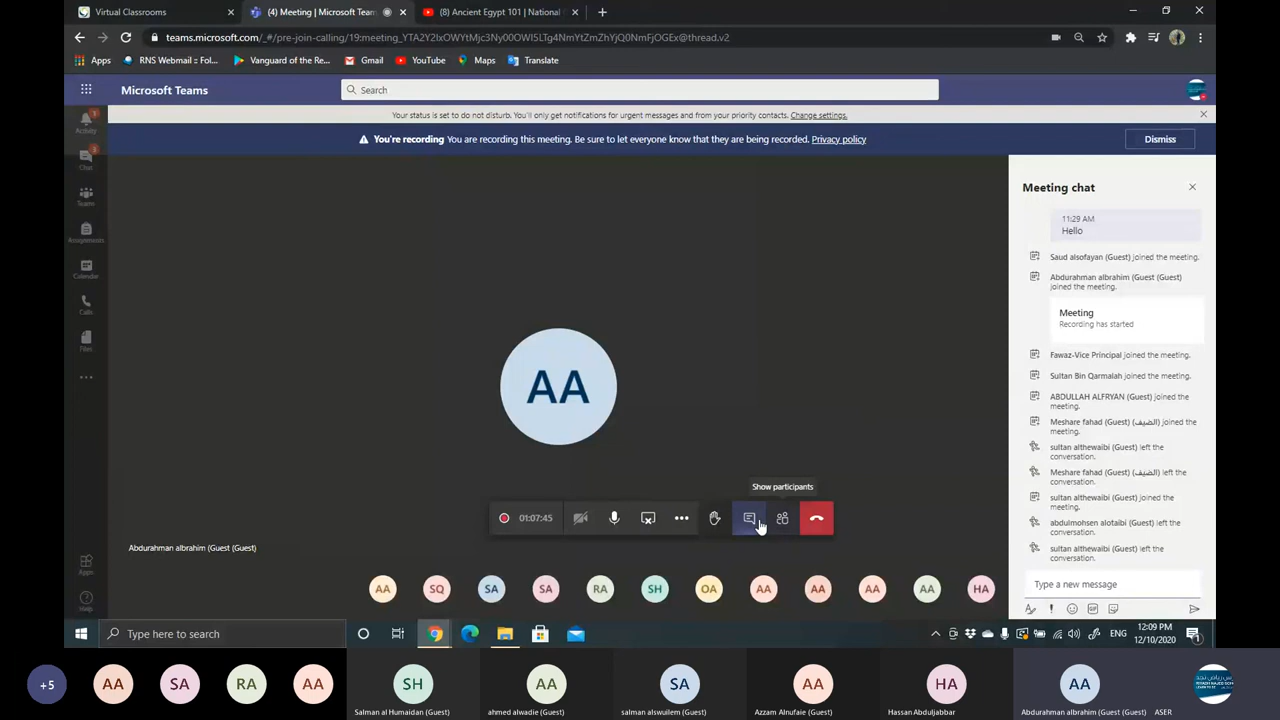 Virtual Classrooms
(4) Meeting | Microsoft Team
(8) Ancient Egypt 101 | National
teams.microsoft.com/_#/pre-join-calling/19:meeting_YTA2Y2IxOWYtMjc3Ny00OWI5LTg4NmYtZmZhYjQ0NmFjOGEx@thread.v2
Apps
RNS Webmail :: Fol...
Vanguard of the Re...
Gmail
YouTube
Maps
Translate
Microsoft Teams
Search
Your status is set to do not disturb. You'll only get notifications for urgent messages and from your priority contacts. Change settings.
You're recording You are recording this meeting. Be sure to let everyone know that they are being recorded. Privacy policy
Dismiss
Activity
Chat
Teams
Assignments
Calendar
Calls
Files
Apps
Help
AA
Show participants
01:07:45
Abdurahman albrahim (Guest (Guest)
AA SQ SA SA RA SH OA AA AA AA AA HA
Meeting chat
11:29 AM
Hello
Saud alsofayan (Guest) joined the meeting.
Abdurahman albrahim (Guest (Guest)
joined the meeting.
Meeting
Recording has started
Fawaz-Vice Principal joined the meeting.
Sultan Bin Qarmalah joined the meeting.
ABDULLAH ALFRYAN (Guest) joined the
meeting.
Meshare fahad (Guest) (الضيف) joined the
meeting.
sultan althewaibi (Guest) left the
conversation.
Meshare fahad (Guest) (الضيف) left the
conversation.
sultan althewaibi (Guest) joined the
meeting.
abdulmohsen alotaibi (Guest) left the
conversation.
sultan althewaibi (Guest) left the
conversation.
Type a new message
Type here to search
ENG
12:09 PM
12/10/2020
+5
AA
SA
RA
AA
SH
Salman al Humaidan (Guest)
AA
ahmed alwadie (Guest)
SA
salman alswuilem (Guest)
AA
Azzam Alnufaie (Guest)
HA
Hassan Abduljabbar
AA
Abdurahman albrahim (Guest (Guest)
ASER